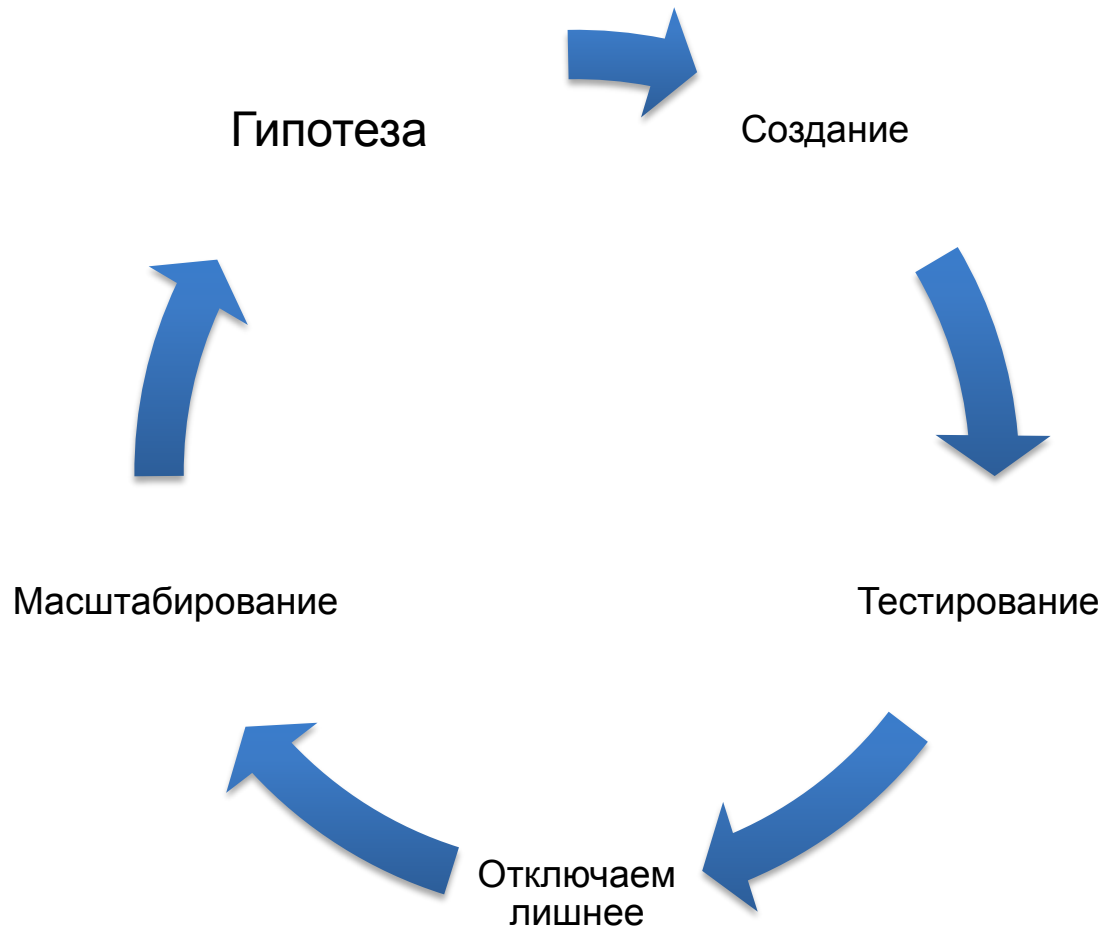 Гипотеза
Создание
Тестирование
Отключаем
лишнее
Масштабирование